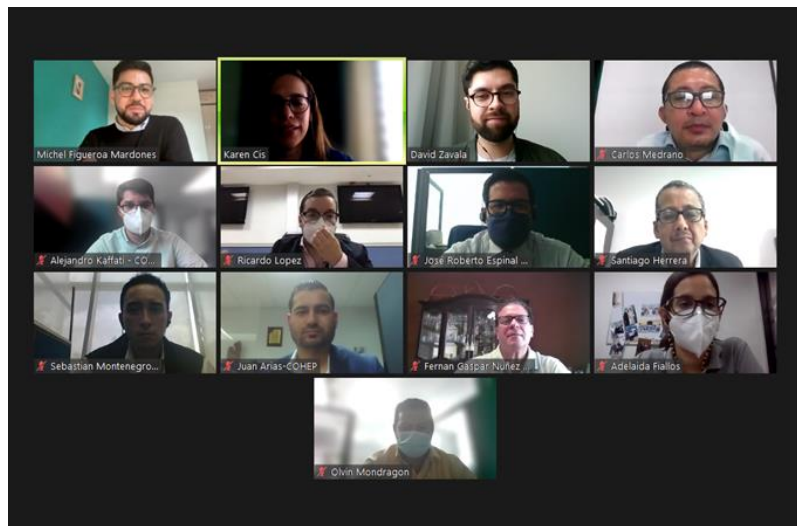 Michel Figueroa Mardones
Karen Cis
David Zavala
Carlos Medrano
Alejandro Kaffati - CO...
Ricardo Lopez
José Roberto Espinal ...
Santiago Herrera
Sebastian Montenegro...
Juan Arias-COHEP
Fernan Gaspar Nuñez ...
Adelaida Fiallos
Olvin Mondragon